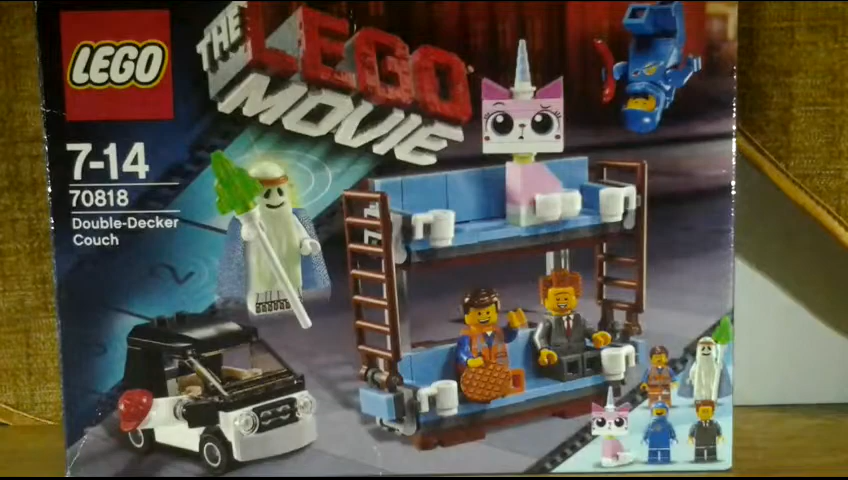 LEGO
THE LEGO
MOVIE
7-14
70818
Double-Decker
Couch